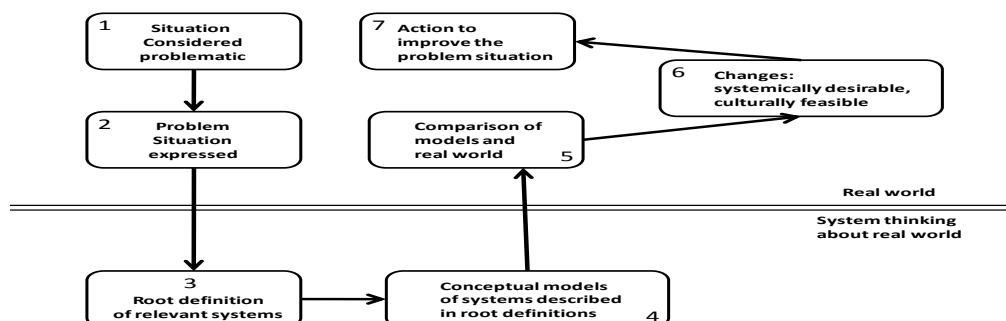 1
Situation
Considered
problematic
7
Action to
improve the
problem situation
6
Changes:
systemically desirable,
culturally feasible
2
Problem
Situation
expressed
Comparison of
models and
real world
5
Real world
System thinking
about real world
3
Root definition
of relevant systems
Conceptual models
of systems described
in root definitions
4